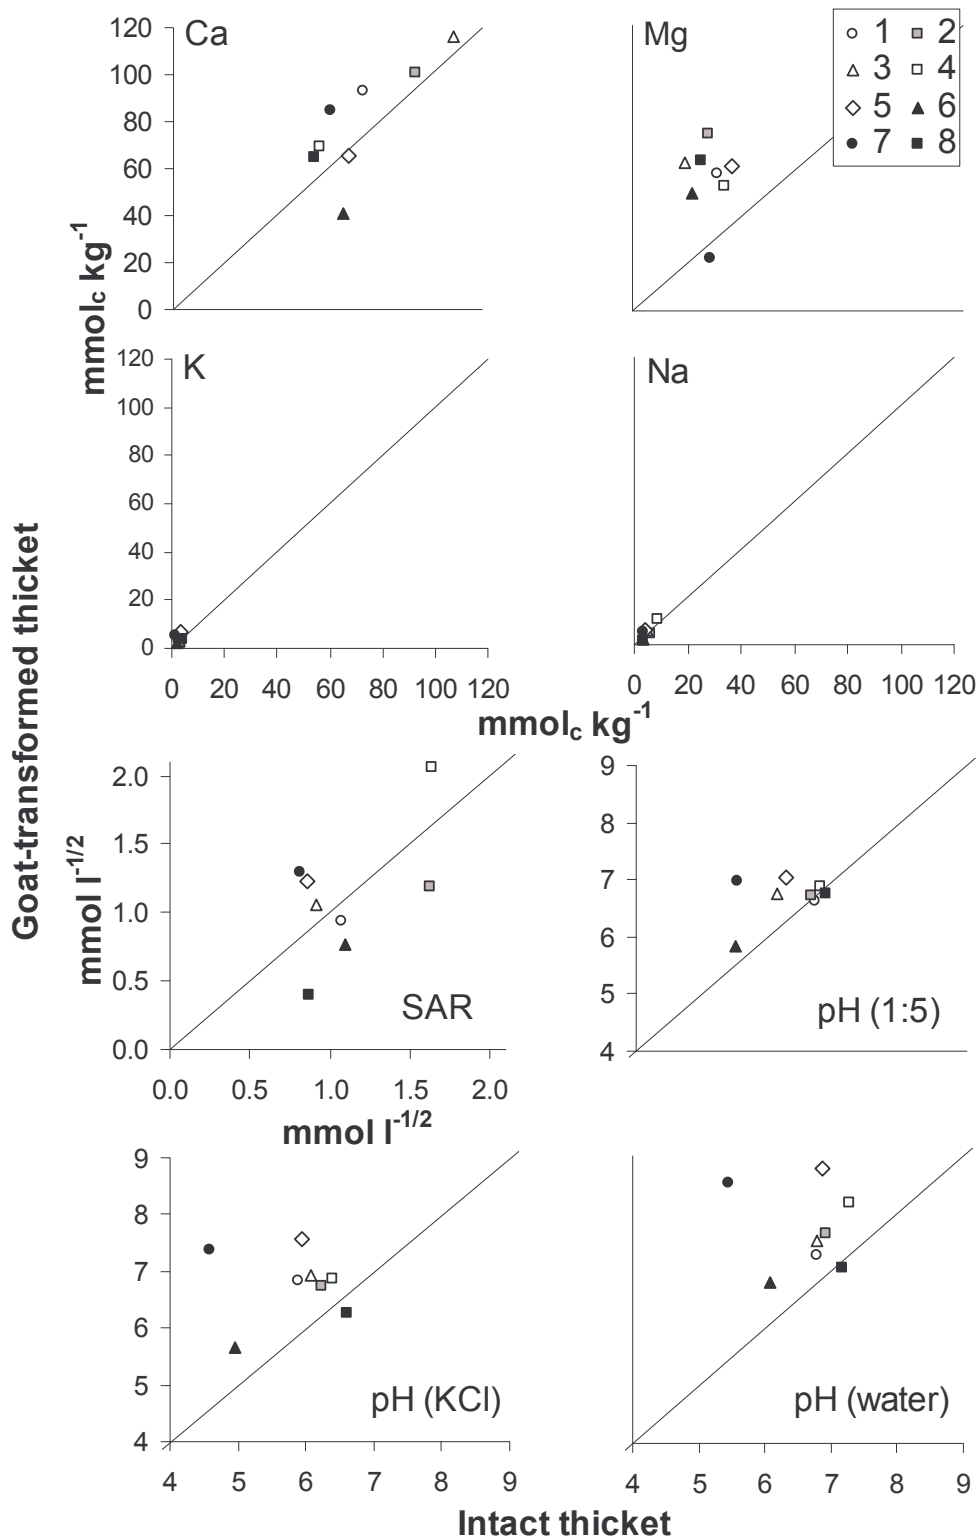 Ca
120
100
80
60
40
20
0
Mg
1 2
3 4
5 6
7 8
mmolc kg-1
K
120
100
80
60
40
20
0
0 20 40 60 80 100 120
Na
0 20 40 60 80 100 120
mmolc kg-1
Goat-transformed thicket
2.0
1.5
1.0
0.5
0.0
mmol l-1/2
SAR
0.0 0.5 1.0 1.5 2.0
mmol l-1/2
9
8
7
6
5
4
pH (1:5)
9
8
7
6
5
4
pH (KCl)
4 5 6 7 8 9
pH (water)
4 5 6 7 8 9
Intact thicket